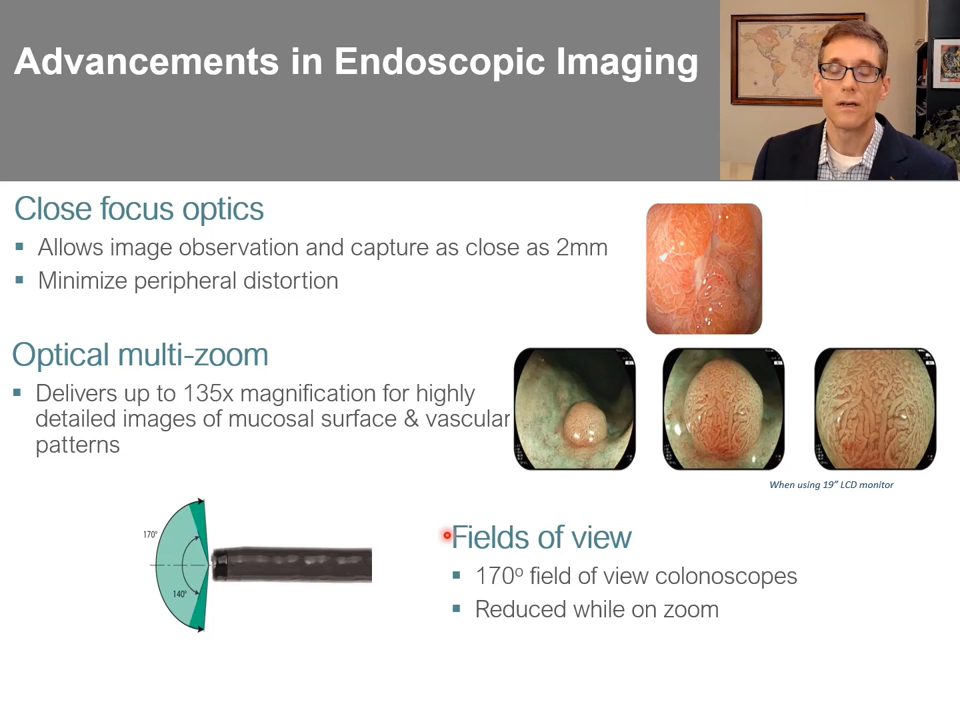 Advancements in Endoscopic Imaging
Close focus optics
Allows image observation and capture as close as 2mm
Minimize peripheral distortion
Optical multi-zoom
Delivers up to 135x magnification for highly
detailed images of mucosal surface & vascular
patterns
When using 19” LCD monitor
170°
140°
Fields of view
170º field of view colonoscopes
Reduced while on zoom